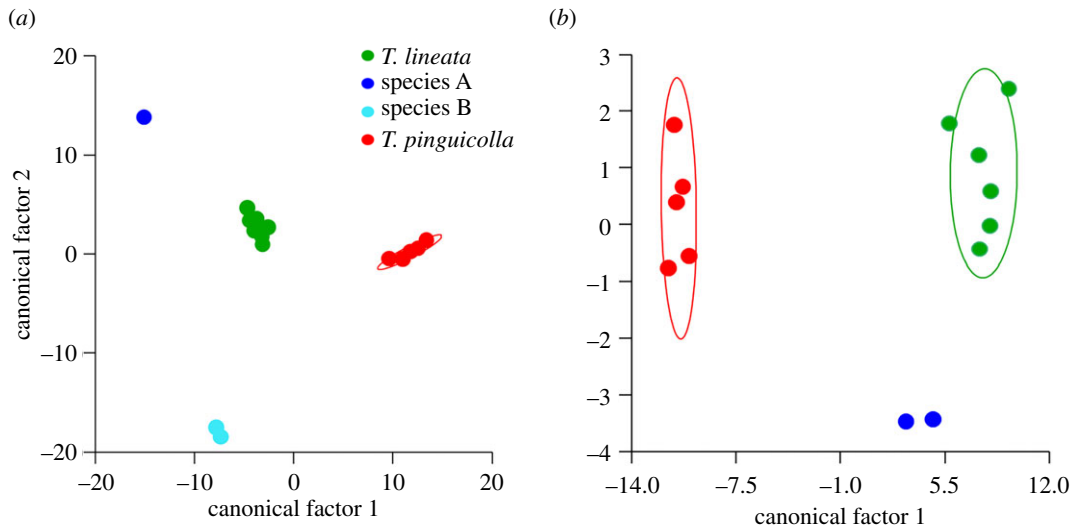 (a)
20
10
0
–10
–20
canonical factor 2
T. lineata
species A
species B
T. pinguicolla
–20 –10 0 10 20
canonical factor 1
(b)
3
2
1
0
–1
–2
–3
–4
–14.0 –7.5 –1.0 5.5 12.0
canonical factor 1